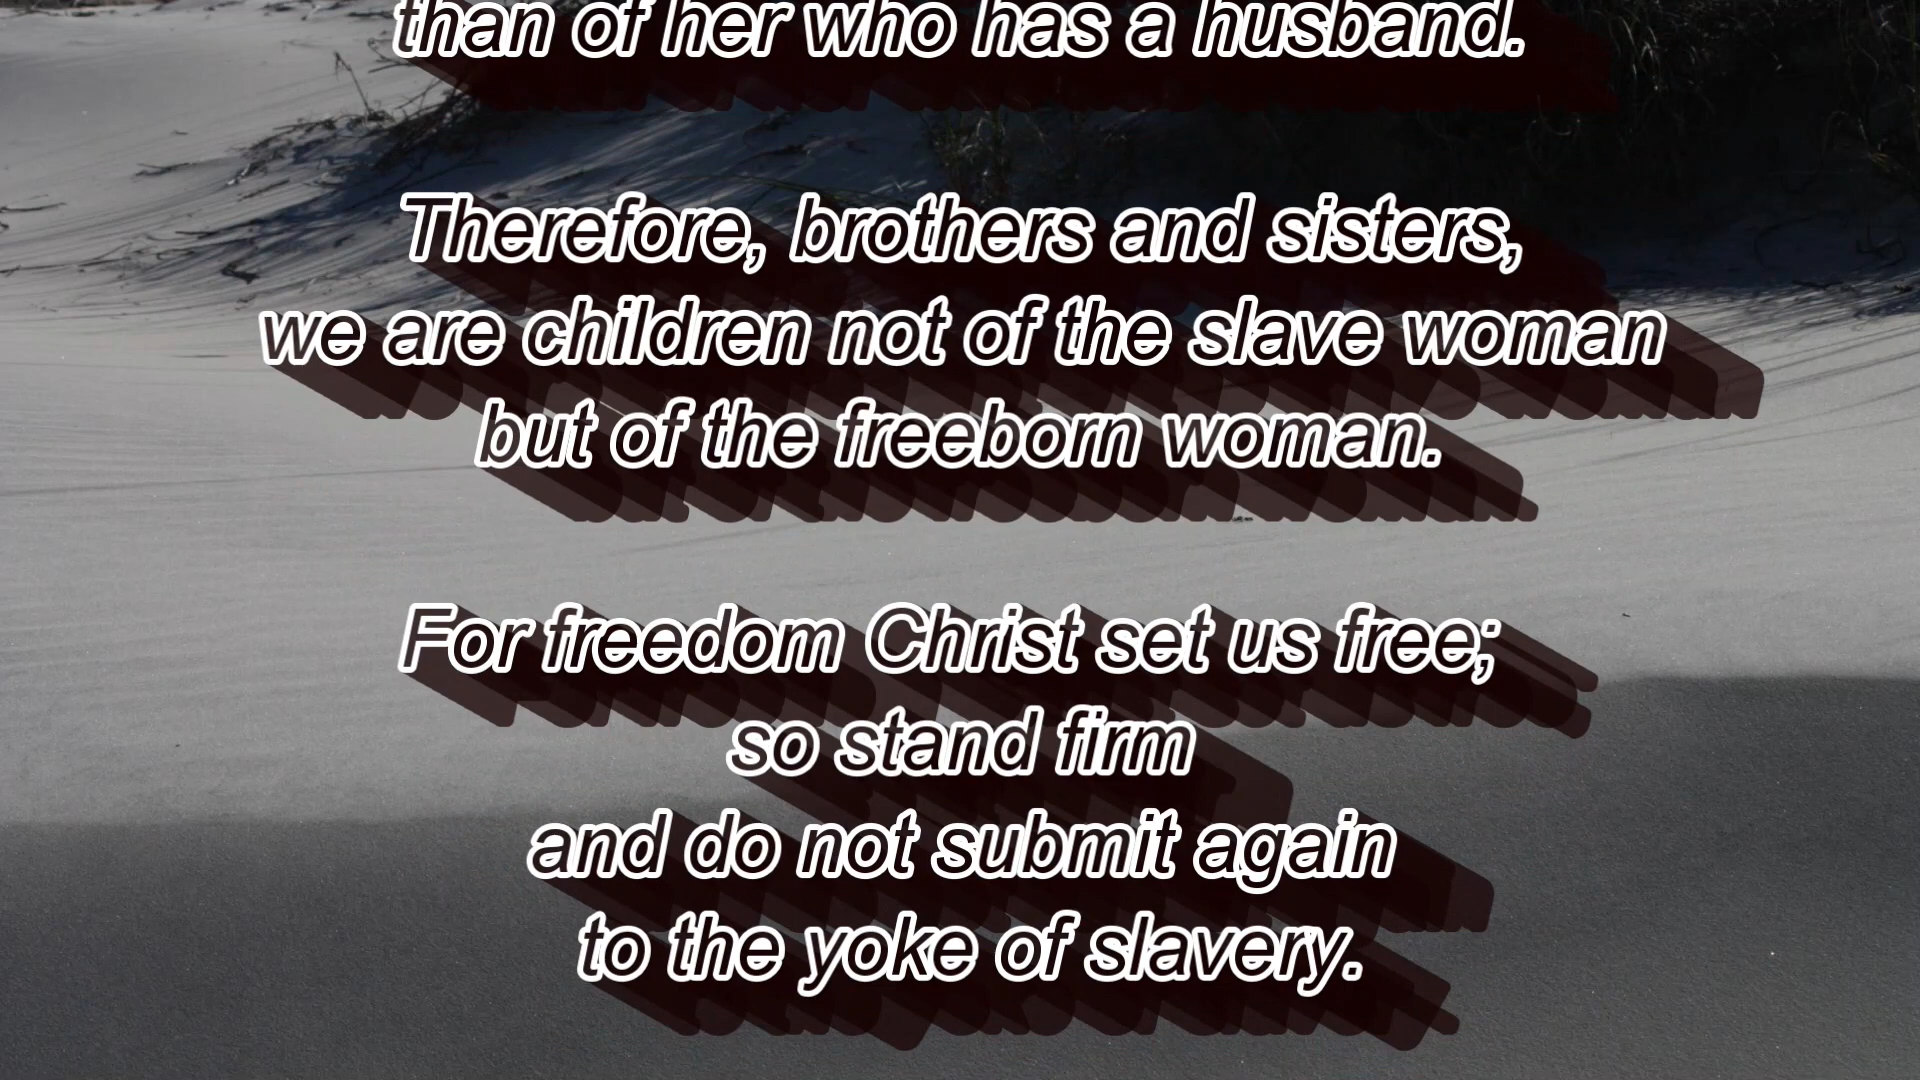 than of her who has a husband.
Therefore, brothers and sisters,
we are children not of the slave woman
but of the freeborn woman.
For freedom Christ set us free;
so stand firm
and do not submit again
to the yoke of slavery.